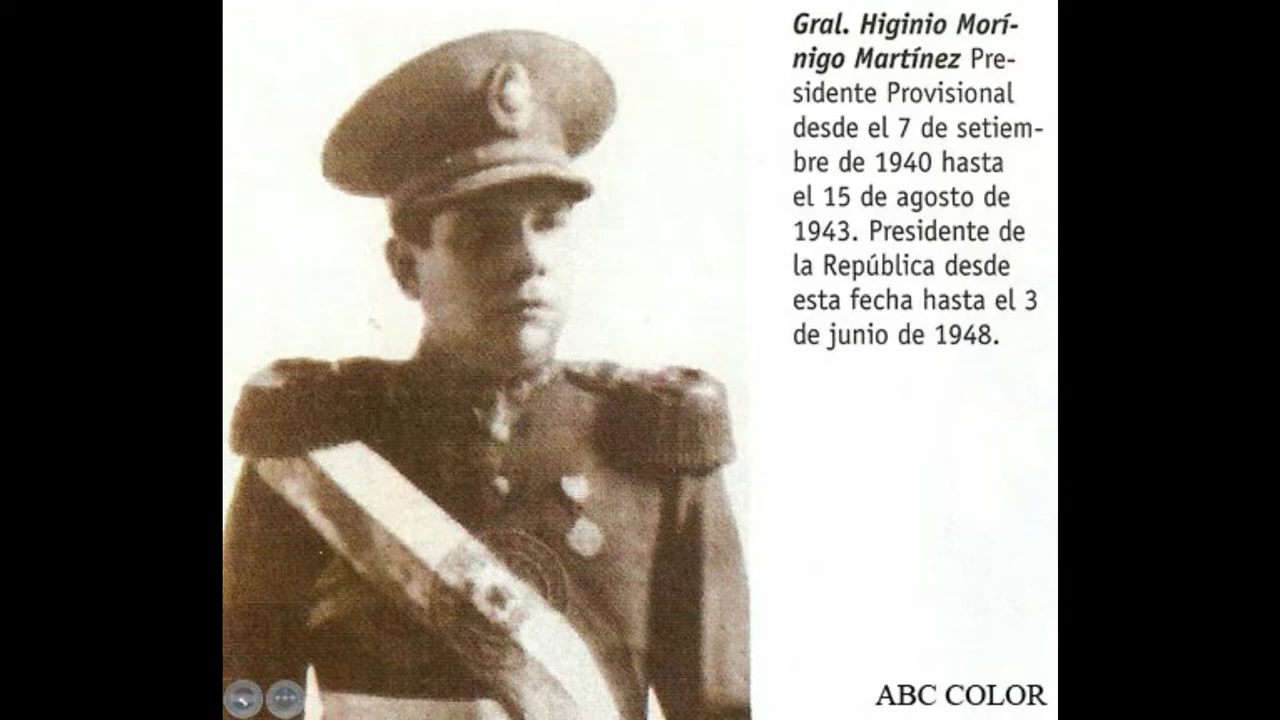 Gral. Higinio Morí-
nigo Martínez Pre-
sidente Provisional
desde el 7 de setiem-
bre de 1940 hasta
el 15 de agosto de
1943. Presidente de
la República desde
esta fecha hasta el 3
de junio de 1948.
ABC COLOR